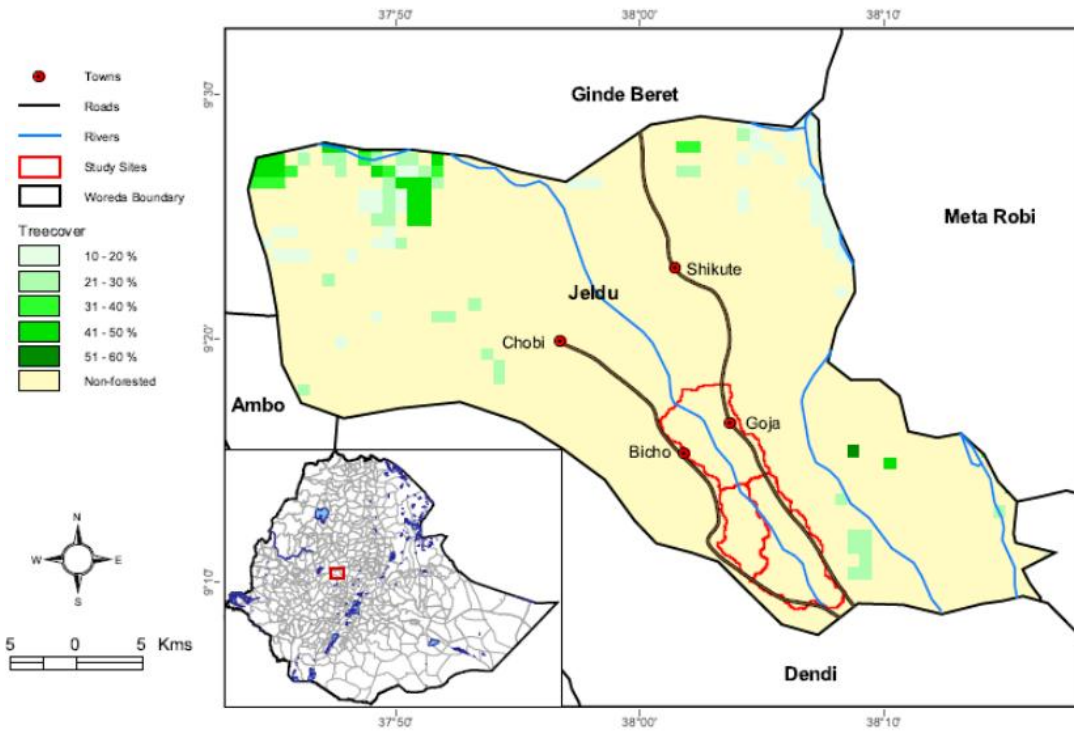 37°50'
38°00'
38°10'
Towns
Roads
Rivers
Study Sites
Woreda Boundary
Treecover
10 - 20 %
21 - 30 %
31 - 40 %
41 - 50 %
51 - 60 %
Non-forested
N
W
E
S
5
0
5
Kms
9°30'
9°20'
9°10'
Ginde Beret
Meta Robi
Shikute
Jeldu
Chobi
Ambo
Goja
Bicho
Dendi
37°50'
38°00'
38°10'